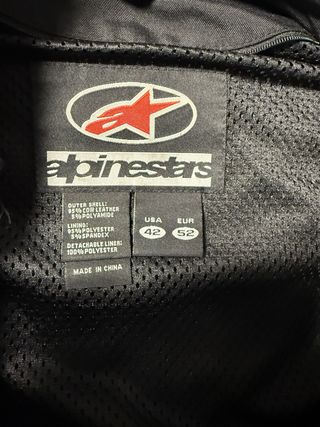 alpinestars
OUTER SHELL:
95% COW LEATHER
5% POLYAMIDE
LINING:
95% POLYESTER
5% SPANDEX
DETACHABLE LINER:
100% POLYESTER
MADE IN CHINA
USA
42
EUR
52